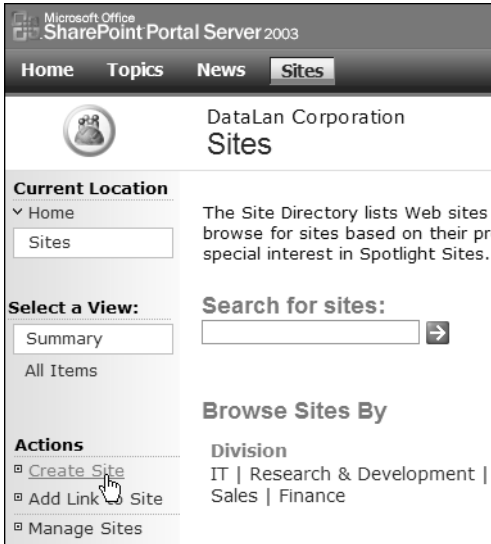 Microsoft Office
SharePoint Portal Server 2003
Home Topics News Sites
DataLan Corporation
Sites
Current Location
Home
Sites
The Site Directory lists Web sites
browse for sites based on their pr
special interest in Spotlight Sites.
Select a View:
Summary
All Items
Search for sites:
Browse Sites By
Division
IT | Research & Development |
Sales | Finance
Actions
Create Site
Add Link to Site
Manage Sites